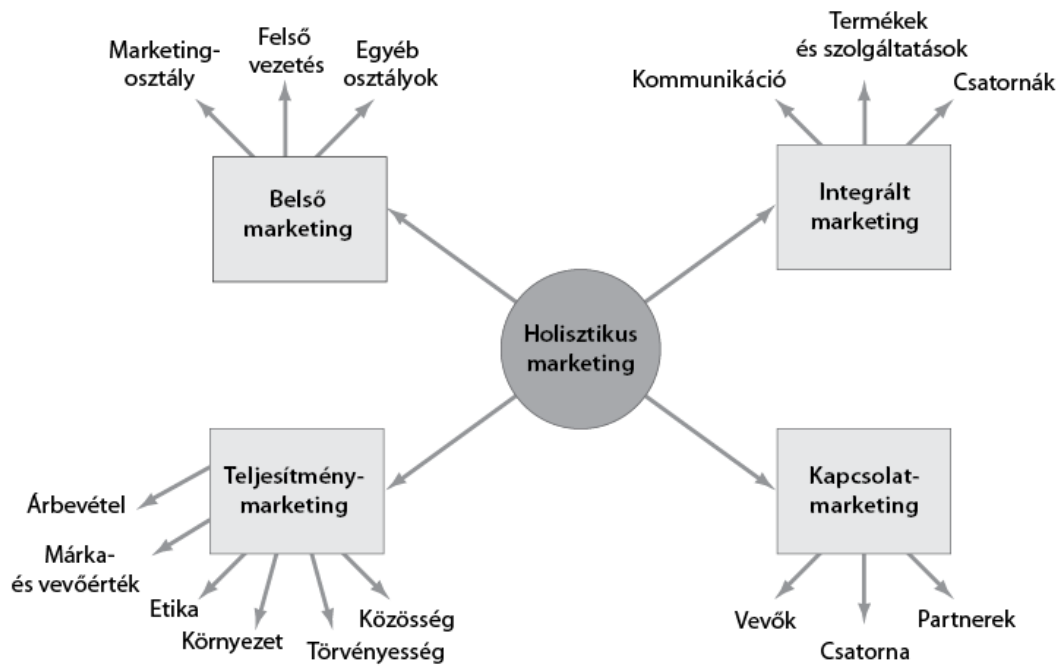 Marketing-
osztály
Felső
vezetés
Egyéb
osztályok
Belső
marketing
Termékek
és szolgáltatások
Kommunikáció
Csatornák
Integrált
marketing
Holisztikus
marketing
Teljesítmény-
marketing
Árbevétel
Márka-
és vevőérték
Etika
Környezet
Törvényesség
Közösség
Kapcsolat-
marketing
Vevők
Csatorna
Partnerek